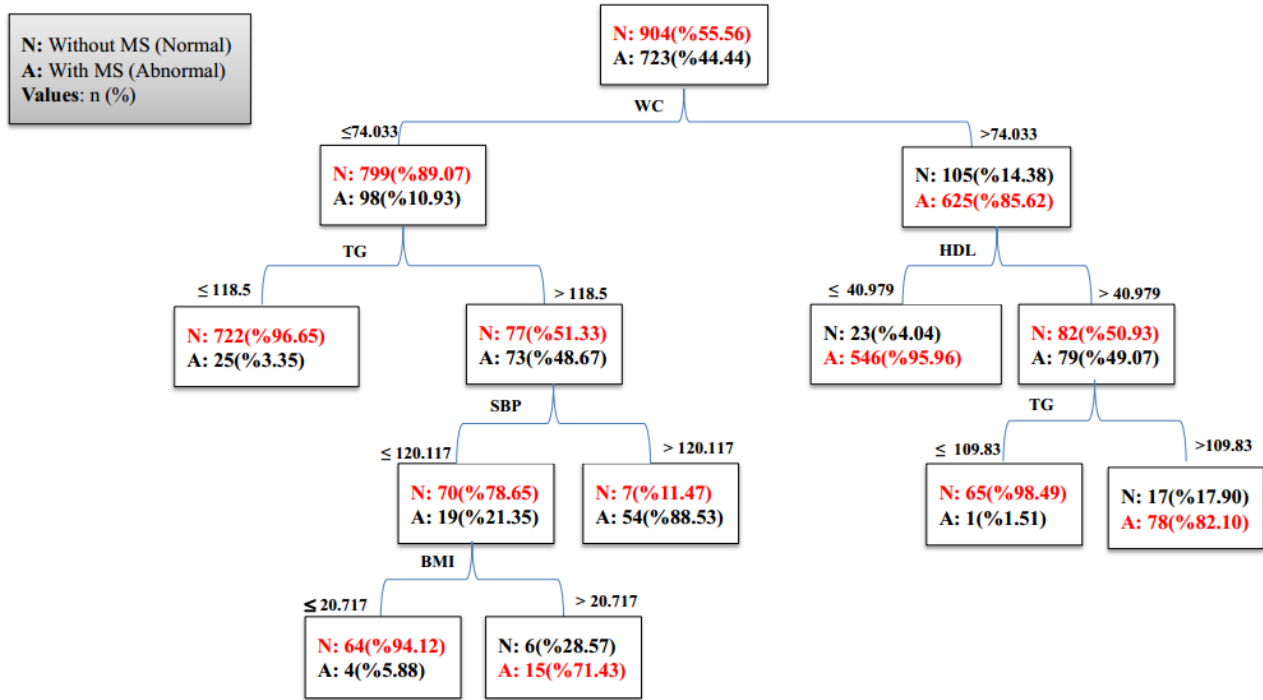 N: Without MS (Normal)
A: With MS (Abnormal)
Values: n (%)
N: 904(%55.56)
A: 723(%44.44)
WC
≤74.033
>74.033
N: 799(%89.07)
A: 98(%10.93)
N: 105(%14.38)
A: 625(%85.62)
TG
HDL
≤ 118.5
> 118.5
≤ 40.979
> 40.979
N: 722(%96.65)
A: 25(%3.35)
N: 77(%51.33)
A: 73(%48.67)
N: 23(%4.04)
A: 546(%95.96)
N: 82(%50.93)
A: 79(%49.07)
SBP
TG
≤ 120.117
> 120.117
≤ 109.83
>109.83
N: 70(%78.65)
A: 19(%21.35)
N: 7(%11.47)
A: 54(%88.53)
N: 65(%98.49)
A: 1(%1.51)
N: 17(%17.90)
A: 78(%82.10)
BMI
≤ 20.717
> 20.717
N: 64(%94.12)
A: 4(%5.88)
N: 6(%28.57)
A: 15(%71.43)